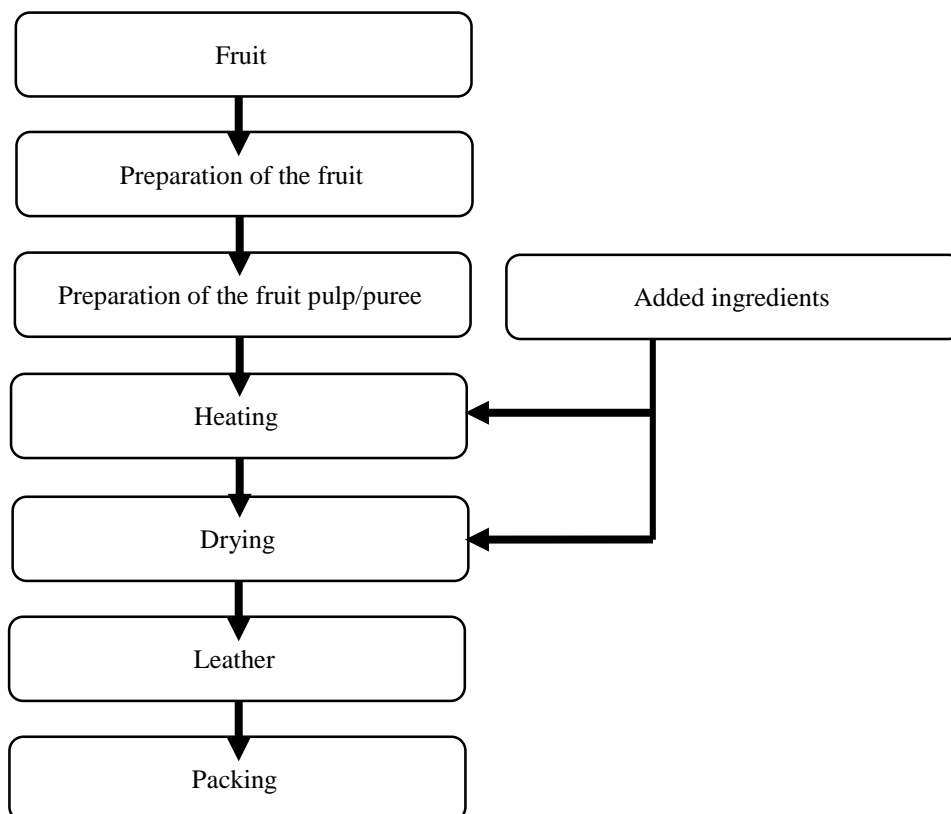 Fruit
Preparation of the fruit
Preparation of the fruit pulp/puree
Added ingredients
Heating
Drying
Leather
Packing